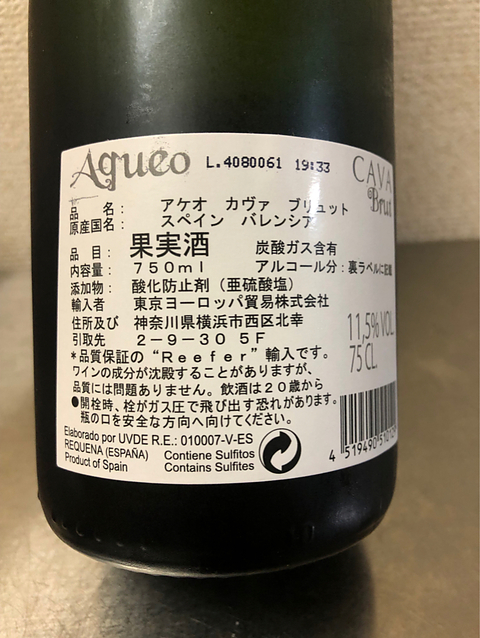 Aqueo L.4080061 19:33 CAVA
Brut
品 名: アケオ カヴァ ブリュット
原産国名: スペイン バレンシア
品 目: 果実酒 炭酸ガス含有
内容量: 750ml アルコール分:裏ラベルに記載
添加物: 酸化防止剤(亜硫酸塩)
輸入者 東京ヨーロッパ貿易株式会社
住所及び 神奈川県横浜市西区北幸
引取先 2-9-30 5F
11,5% VOL.
75 CL.
*品質保証の“Reefer”輸入です。
ワインの成分が沈殿することがありますが、
品質には問題ありません。飲酒は20歳から
●開栓時、栓がガス圧で飛び出す恐れがあります。
瓶の口を安全な方向へ向けてください。
Elaborado por UVDE R.E.: 010007-V-ES
REQUENA (ESPAÑA) Contiene Sulfitos
Product of Spain Contains Sulfites
4 519490 51012